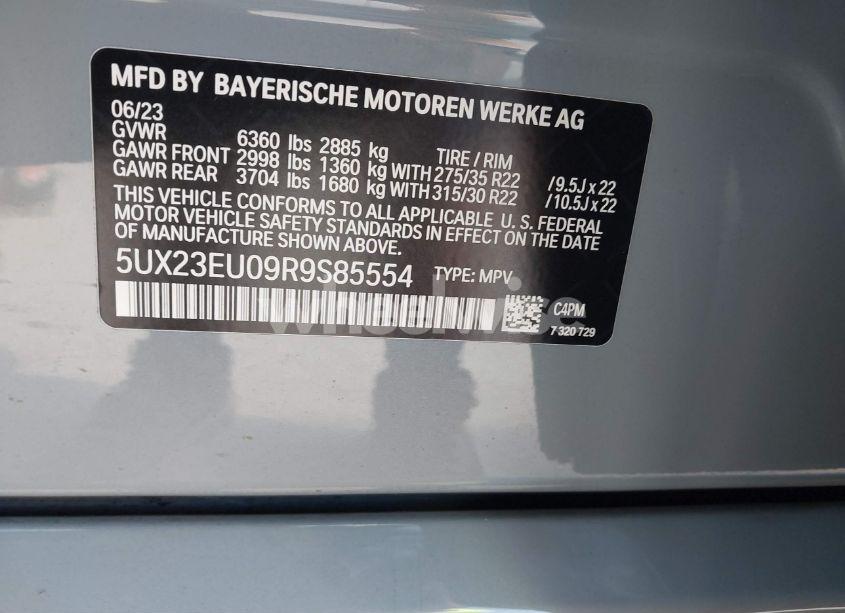 MFD BY BAYERISCHE MOTOREN WERKE AG
06/23
GVWR 6360 lbs 2885 kg TIRE / RIM
GAWR FRONT 2998 lbs 1360 kg WITH 275/35 R22 /9.5J x 22
GAWR REAR 3704 lbs 1680 kg WITH 315/30 R22 /10.5J x 22
THIS VEHICLE CONFORMS TO ALL APPLICABLE U. S. FEDERAL
MOTOR VEHICLE SAFETY STANDARDS IN EFFECT ON THE DATE
OF MANUFACTURE SHOWN ABOVE.
5UX23EU09R9S85554 TYPE: MPV
wheelwise
C4PM
7 320 729